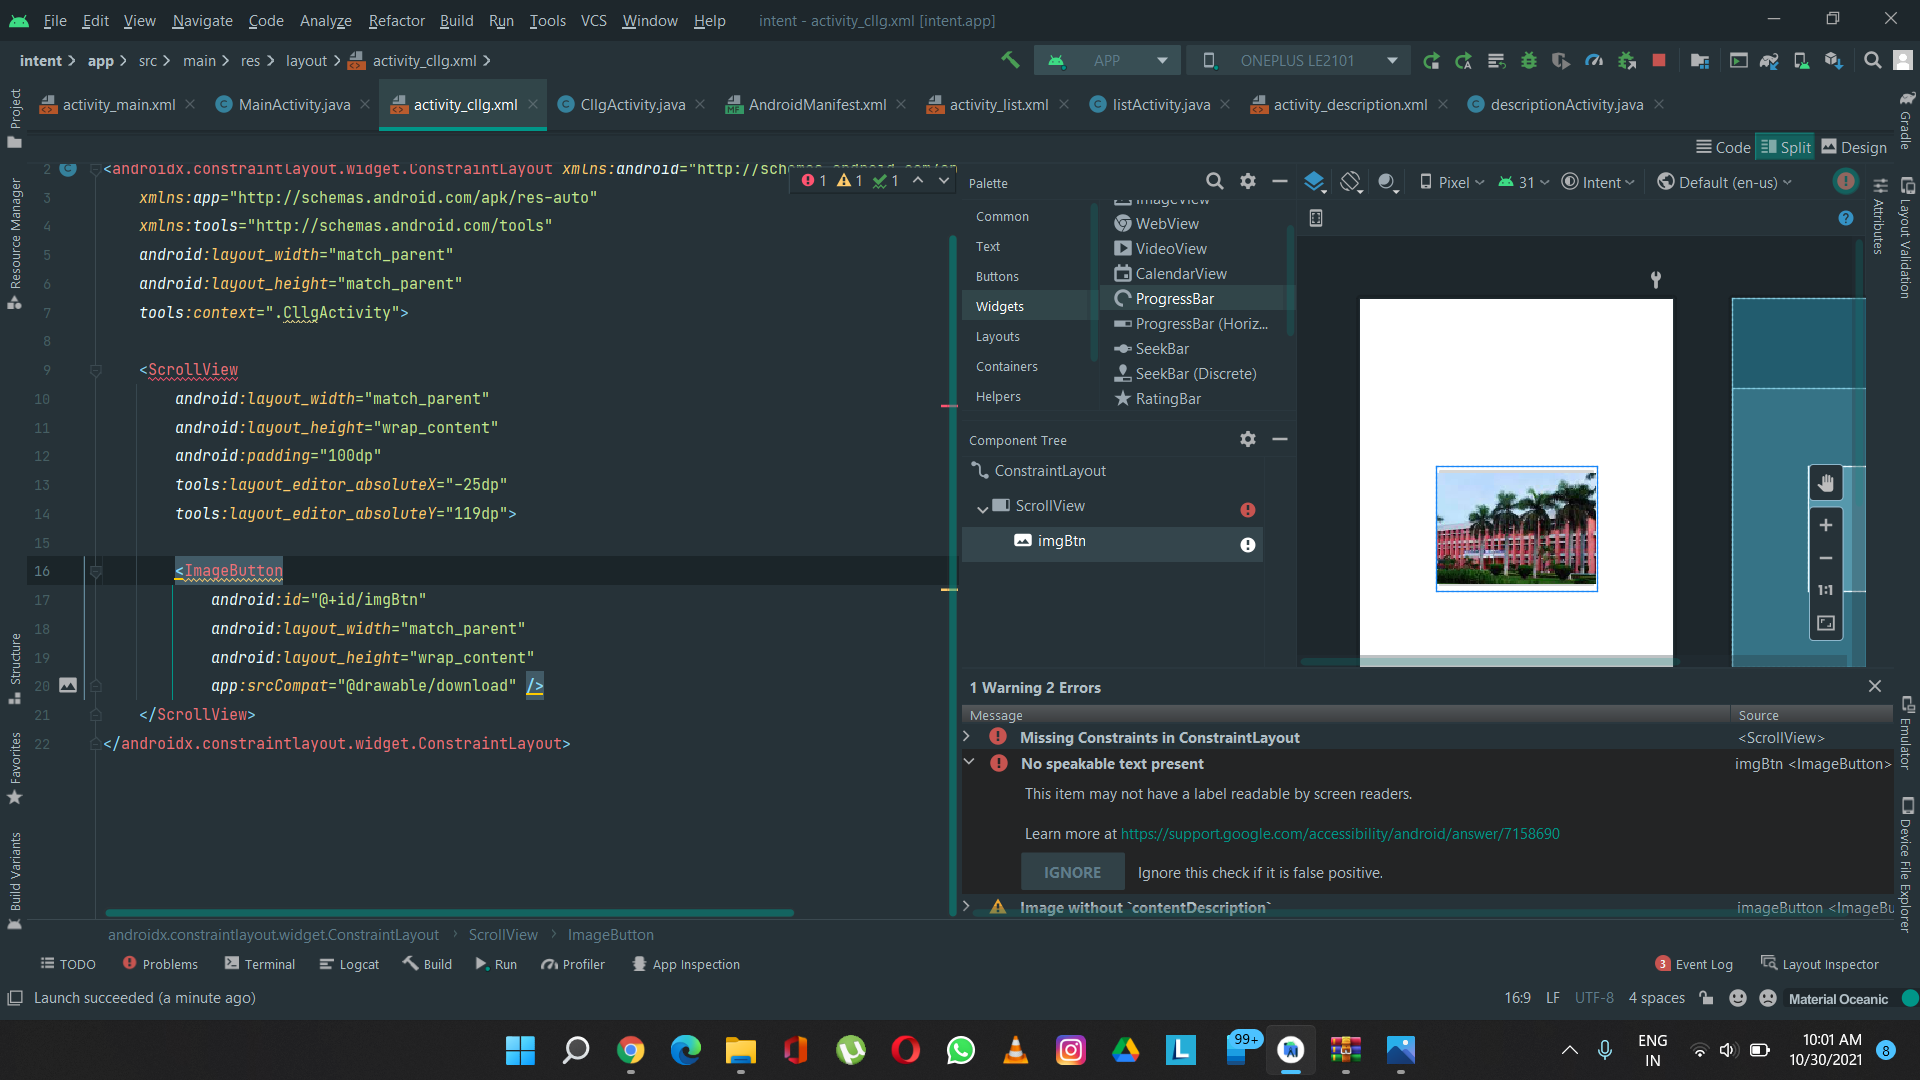 File Edit View Navigate Code Analyze Refactor Build Run Tools VCS Window Help intent - activity_cllg.xml [intent.app]
intent app src main res layout activity_cllg.xml APP ONEPLUS LE2101
activity_main.xml MainActivity.java activity_cllg.xml CllgActivity.java AndroidManifest.xml activity_list.xml listActivity.java activity_description.xml descriptionActivity.java
Code Split Design
Project
Resource Manager
Structure
Favorites
Build Variants
2 <androidx.constraintlayout.widget.ConstraintLayout xmlns:android="http://schemas.android.com/
1 1 1
3 xmlns:app="http://schemas.android.com/apk/res-auto"
4 xmlns:tools="http://schemas.android.com/tools"
5 android:layout_width="match_parent"
6 android:layout_height="match_parent"
7 tools:context=".CllgActivity">
8
9 <ScrollView
10 android:layout_width="match_parent"
11 android:layout_height="wrap_content"
12 android:padding="100dp"
13 tools:layout_editor_absoluteX="-25dp"
14 tools:layout_editor_absoluteY="119dp">
15
16 <ImageButton
17 android:id="@+id/imgBtn"
18 android:layout_width="match_parent"
19 android:layout_height="wrap_content"
20 app:srcCompat="@drawable/download" />
21 </ScrollView>
22 </androidx.constraintlayout.widget.ConstraintLayout>
Palette
Common
Text
Buttons
Widgets
Layouts
Containers
Helpers
ImageView
WebView
VideoView
CalendarView
ProgressBar
ProgressBar (Horiz...
SeekBar
SeekBar (Discrete)
RatingBar
Component Tree
ConstraintLayout
ScrollView
imgBtn
Pixel 31 Intent Default (en-us)
1:1
Gradle
Attributes
Layout Validation
Emulator
Device File Explorer
1 Warning 2 Errors
Message Source
Missing Constraints in ConstraintLayout <ScrollView>
No speakable text present imgBtn <ImageButton>
This item may not have a label readable by screen readers.
Learn more at https://support.google.com/accessibility/android/answer/7158690
IGNORE Ignore this check if it is false positive.
Image without `contentDescription` imageButton <ImageBu
androidx.constraintlayout.widget.ConstraintLayout ScrollView ImageButton
TODO Problems Terminal Logcat Build Run Profiler App Inspection 3 Event Log Layout Inspector
Launch succeeded (a minute ago) 16:9 LF UTF-8 4 spaces Material Oceanic
99+
ENG
IN
10:01 AM
10/30/2021
8